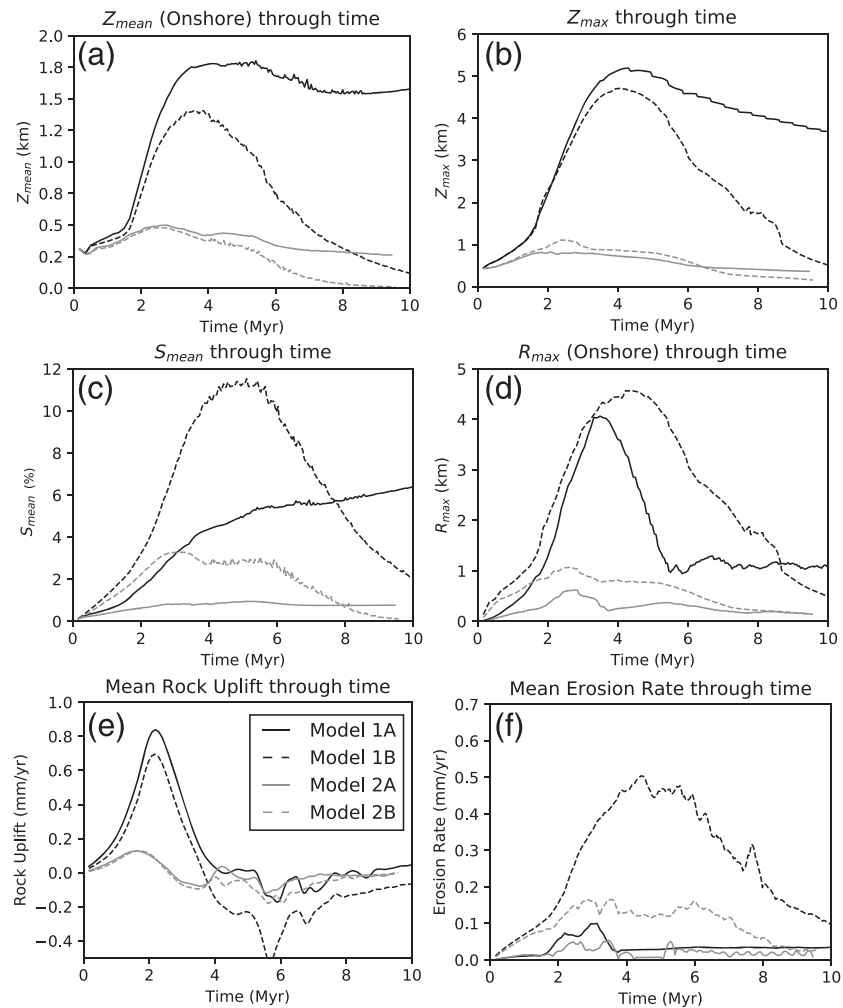 Z_mean (Onshore) through time
(a)
2.0
1.8
1.5
1.2
1.0
0.8
0.5
0.2
0.0
Z_mean (km)
0 2 4 6 8 10
Time (Myr)
Z_max through time
(b)
6
5
4
3
2
1
0
Z_max (km)
0 2 4 6 8 10
Time (Myr)
S_mean through time
(c)
12
10
8
6
4
2
0
S_mean (%)
0 2 4 6 8 10
Time (Myr)
R_max (Onshore) through time
(d)
5
4
3
2
1
0
R_max (km)
0 2 4 6 8 10
Time (Myr)
Mean Rock Uplift through time
(e)
1.0
0.8
0.6
0.4
0.2
0.0
−0.2
−0.4
Rock Uplift (mm/yr)
Model 1A
Model 1B
Model 2A
Model 2B
0 2 4 6 8 10
Time (Myr)
Mean Erosion Rate through time
(f)
0.7
0.6
0.5
0.4
0.3
0.2
0.1
0.0
Erosion Rate (mm/yr)
0 2 4 6 8 10
Time (Myr)